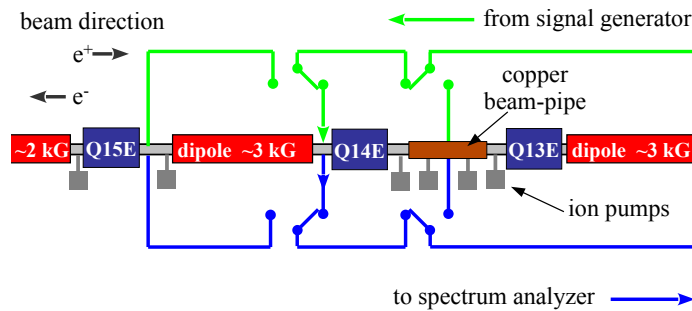 beam direction
from signal generator
e+
e-
copper
beam-pipe
~2 kG
Q15E
dipole ~3 kG
Q14E
Q13E
dipole ~3 kG
ion pumps
to spectrum analyzer